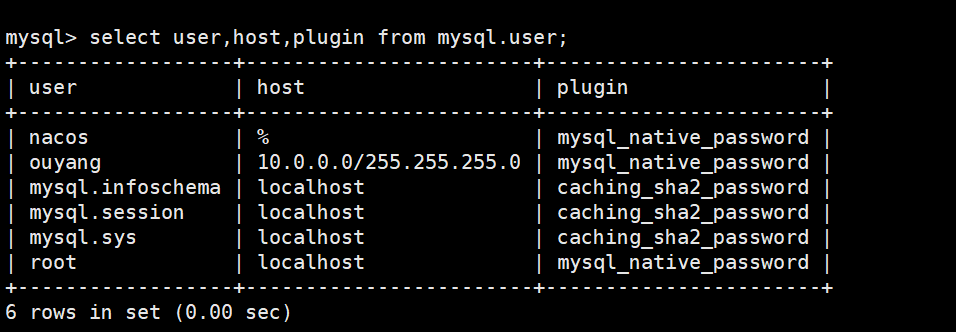 mysql> select user,host,plugin from mysql.user;
+------------------+------------------------+-----------------------+
| user             | host                   | plugin                |
+------------------+------------------------+-----------------------+
| nacos            | %                      | mysql_native_password |
| ouyang           | 10.0.0.0/255.255.255.0 | mysql_native_password |
| mysql.infoschema | localhost              | caching_sha2_password |
| mysql.session    | localhost              | caching_sha2_password |
| mysql.sys        | localhost              | caching_sha2_password |
| root             | localhost              | mysql_native_password |
+------------------+------------------------+-----------------------+
6 rows in set (0.00 sec)